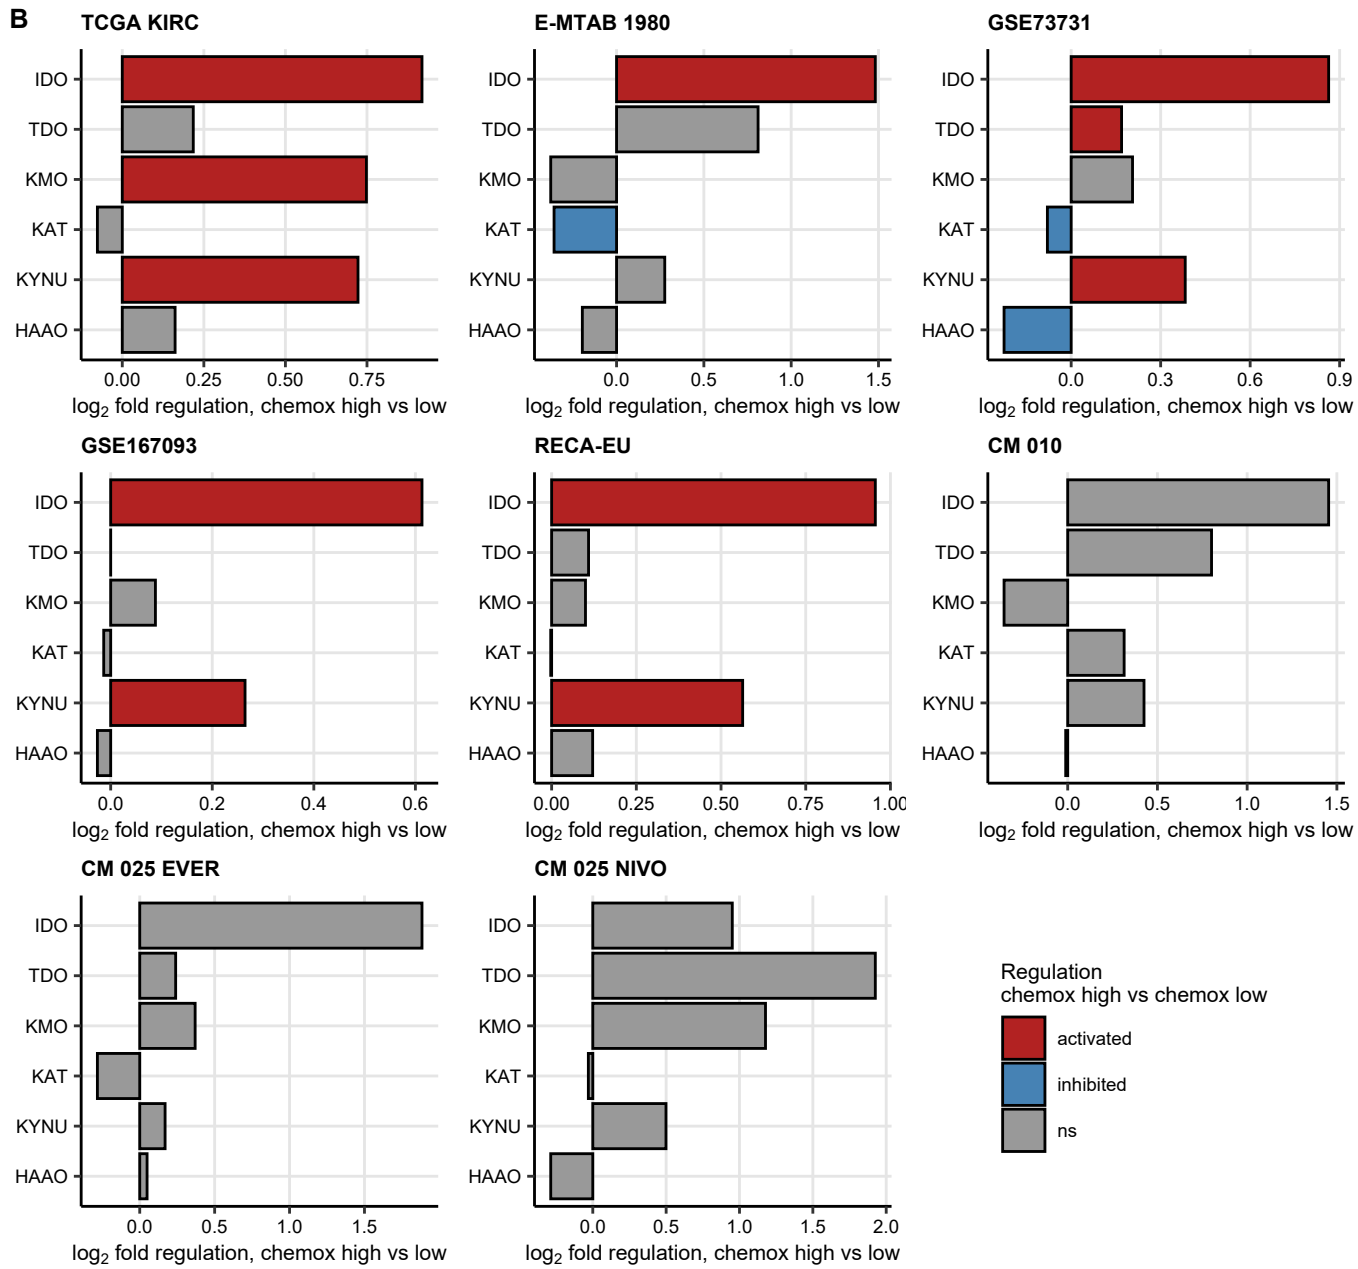 B
TCGA KIRC
IDO
TDO
KMO
KAT
KYNU
HAAO
0.00 0.25 0.50 0.75
log2 fold regulation, chemox high vs low
E-MTAB 1980
IDO
TDO
KMO
KAT
KYNU
HAAO
0.0 0.5 1.0 1.5
log2 fold regulation, chemox high vs low
GSE73731
IDO
TDO
KMO
KAT
KYNU
HAAO
0.0 0.3 0.6 0.9
log2 fold regulation, chemox high vs low
GSE167093
IDO
TDO
KMO
KAT
KYNU
HAAO
0.0 0.2 0.4 0.6
log2 fold regulation, chemox high vs low
RECA-EU
IDO
TDO
KMO
KAT
KYNU
HAAO
0.00 0.25 0.50 0.75 1.00
log2 fold regulation, chemox high vs low
CM 010
IDO
TDO
KMO
KAT
KYNU
HAAO
0.0 0.5 1.0 1.5
log2 fold regulation, chemox high vs low
CM 025 EVER
IDO
TDO
KMO
KAT
KYNU
HAAO
0.0 0.5 1.0 1.5
log2 fold regulation, chemox high vs low
CM 025 NIVO
IDO
TDO
KMO
KAT
KYNU
HAAO
0.0 0.5 1.0 1.5 2.0
log2 fold regulation, chemox high vs low
Regulation
chemox high vs chemox low
activated
inhibited
ns